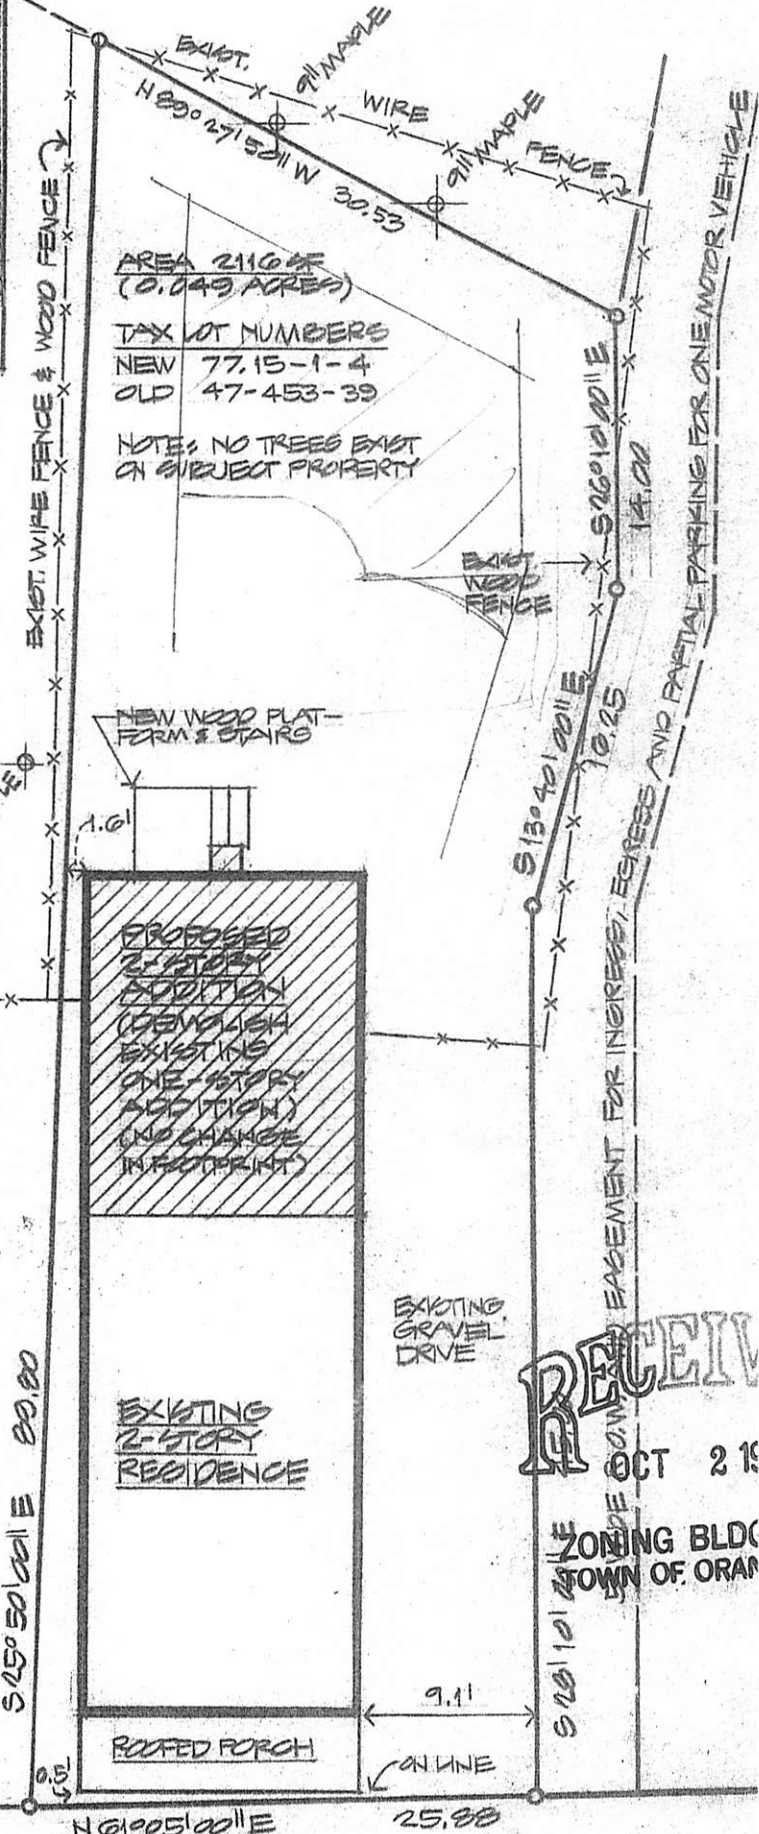 EXIST.
9" MAPLE
WIRE
9" MAPLE
FENCE
N 89° 27' 50" W 30.53
EXIST. WIRE FENCE & WOOD FENCE
AREA 2116 SF
(0.049 ACRES)
TAX LOT NUMBERS
NEW 77.15-1-4
OLD 47-453-39
NOTE: NO TREES EXIST
ON SUBJECT PROPERTY
S 26° 10' 00" E
14.00
EXIST.
WOOD
FENCE
S 13° 40' 00" E
16.25
EASEMENT FOR INGRESS, EGRESS AND PARTIAL PARKING FOR ONE MOTOR VEHICLE
NEW WOOD PLAT-
FORM & STAIRS
1.6'
PROPOSED
2-STORY
ADDITION
(DEMOLISH
EXISTING
ONE-STORY
ADDITION)
(NO CHANGE
IN FOOTPRINT)
EXISTING
GRAVEL
DRIVE
EXISTING
2-STORY
RESIDENCE
RECEIV
OCT 2 19
ZONING BLDG
TOWN OF ORAN
S 25° 50' 00" E 80.80
9.1'
ROOFED PORCH
ON LINE
0.5'
N 61° 05' 00" E 25.88